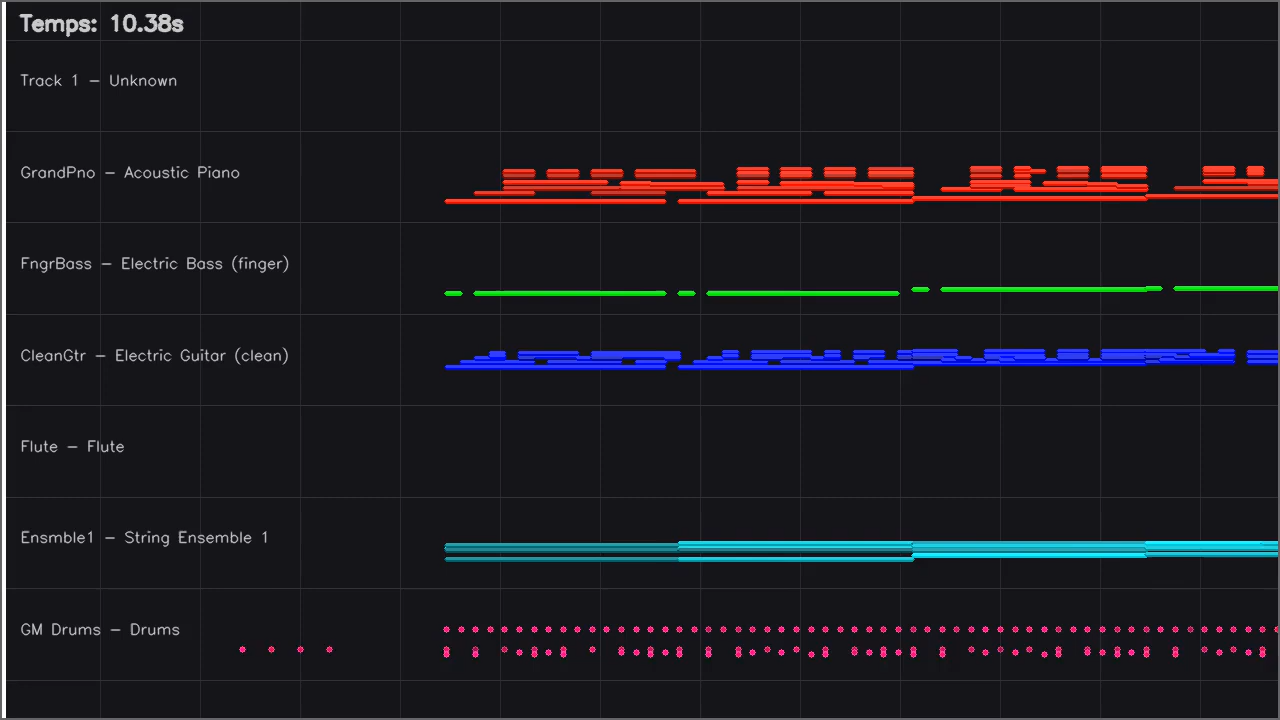 Temps: 10.38s
Track 1 – Unknown
GrandPno – Acoustic Piano
FngrBass – Electric Bass (finger)
CleanGtr – Electric Guitar (clean)
Flute – Flute
Ensmble1 – String Ensemble 1
GM Drums – Drums